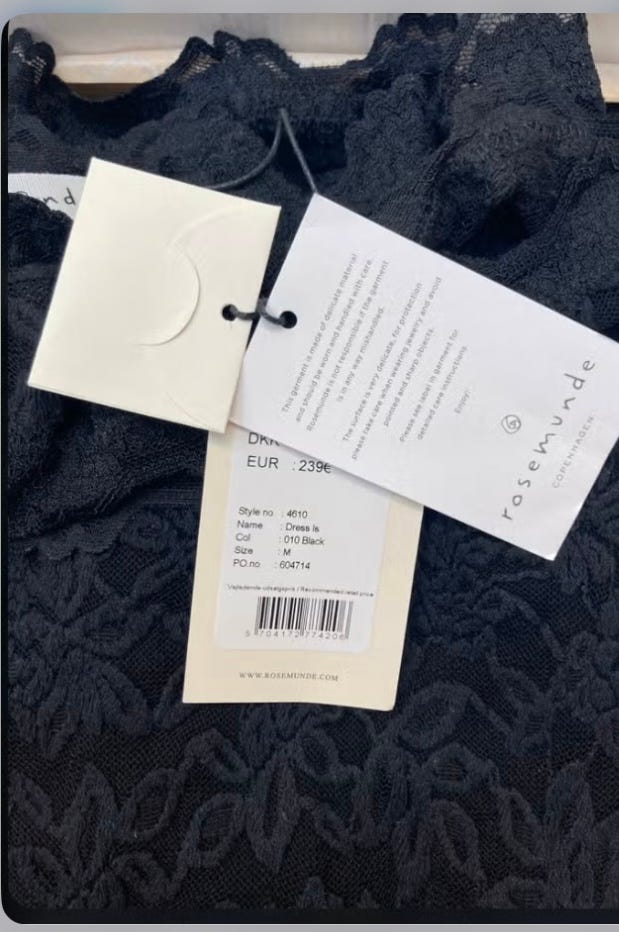 nd
This garment is made of delicate material
and should be worn and handled with care.
Rosemunde is not responsible if the garment
is in any way mishandled.
The surface is very delicate, for protection
please take care when wearing jewelry and avoid
pointed and sharp objects.
Please see label in garment for
detailed care instructions.
Enjoy!
rosemunde
COPENHAGEN
DKK
EUR : 239€
Style no : 4610
Name : Dress ls
Col : 010 Black
Size : M
PO.no : 604714
Vejledende udsalgspris / Recommended retail price
5 704172 774206
WWW.ROSEMUNDE.COM